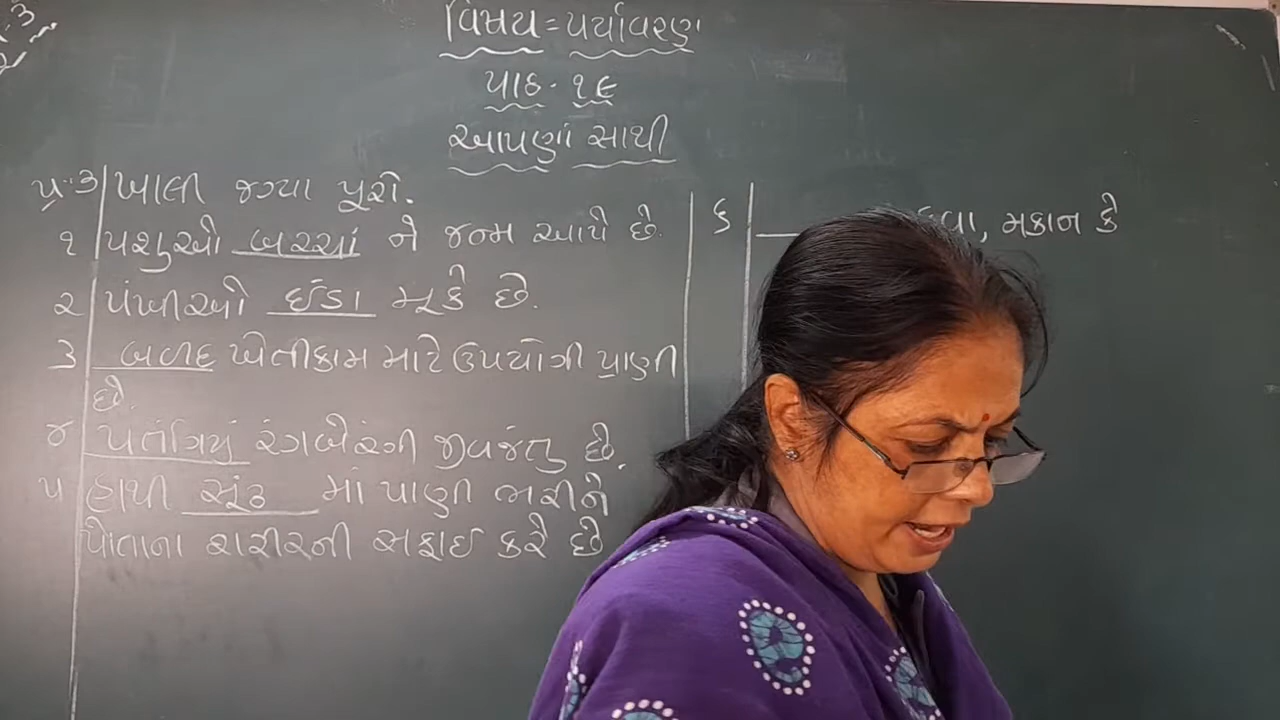 વિષય = પર્યાવરણ
પાઠ - ૧૯
આપણાં સાથી
પ્ર-૩ ખાલી જગ્યા પૂરો.
૧ પશુઓ બચ્ચાં ને જન્મ આપે છે.
૨ પંખીઓ ઈંડા મૂકે છે.
૩ બળદ ખેતીકામ માટે ઉપયોગી પ્રાણી
છે.
૪ પતંગિયું રંગબેરંગી જીવજંતુ છે.
૫ હાથી સૂંઢ માં પાણી ભરીને
પોતાના શરીરની સફાઈ કરે છે
૬ ____ મકાન કે